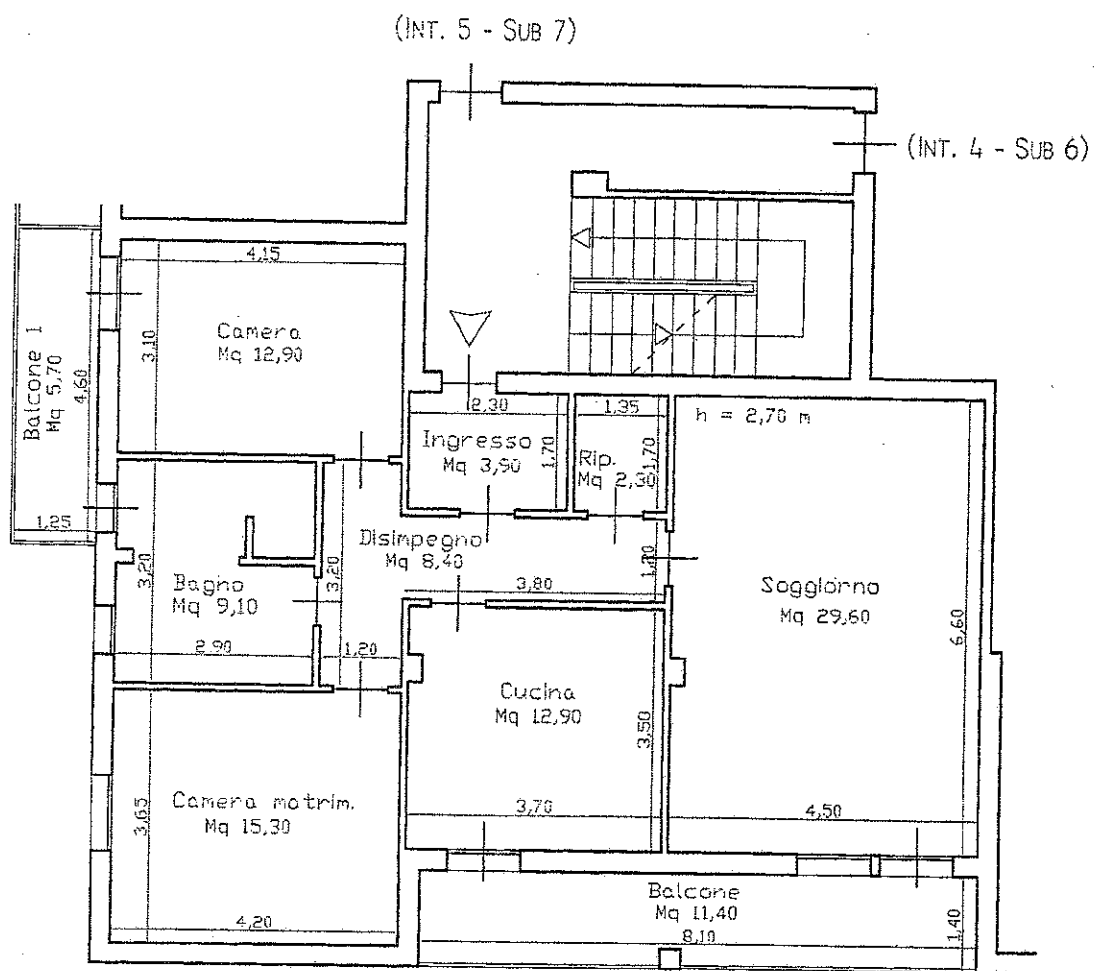 (INT. 5 - SUB 7)
(INT. 4 - SUB 6)
4,15
Camera
Mq 12,90
3,10
Balcone 1
Mq 5,70
4,60
1,25
2,30
Ingresso
Mq 3,90
1,70
1,35
Rip.
Mq 2,30
1,70
h = 2,70 m
Disimpegno
Mq 8,40
3,80
1,20
3,20
1,20
Bagno
Mq 9,10
3,20
2,90
Soggiorno
Mq 29,60
6,60
4,50
Cucina
Mq 12,90
3,50
3,70
Camera matrim.
Mq 15,30
3,65
4,20
Balcone
Mq 11,40
8,10
1,40